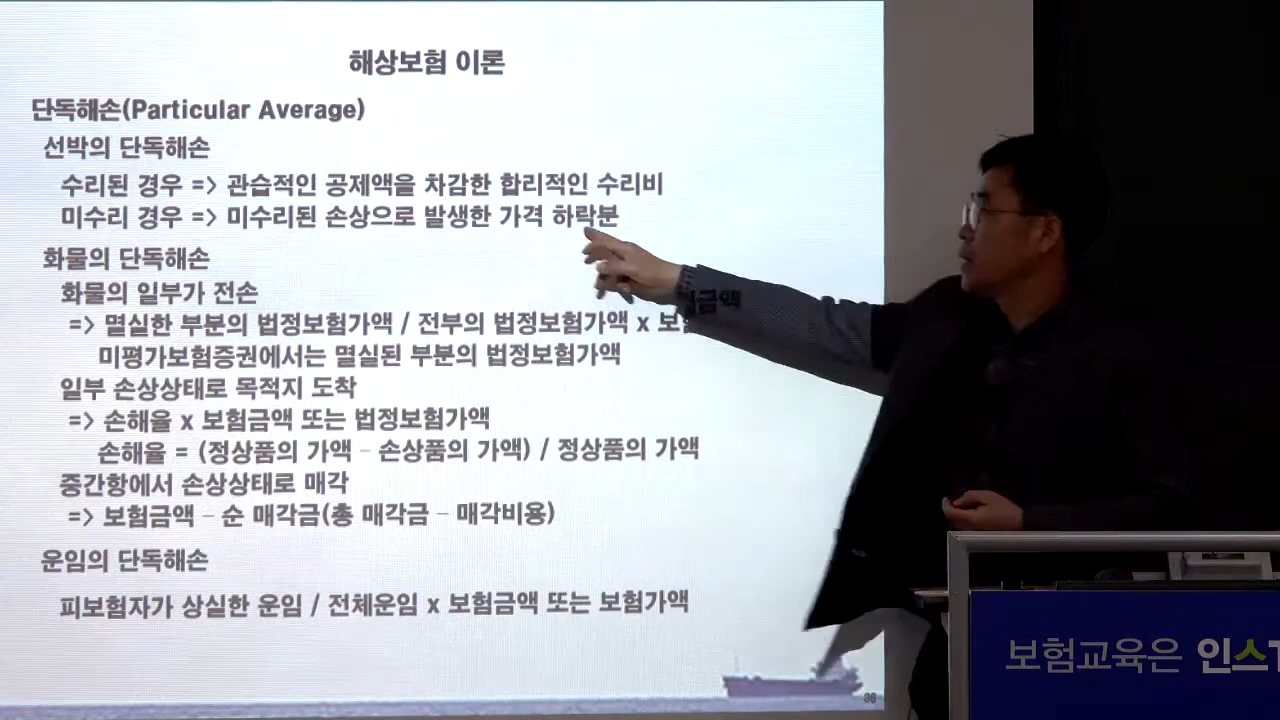 해상보험 이론
단독해손(Particular Average)
선박의 단독해손
수리된 경우 => 관습적인 공제액을 차감한 합리적인 수리비
미수리 경우 => 미수리된 손상으로 발생한 가격 하락분
화물의 단독해손
화물의 일부가 전손
=> 멸실한 부분의 법정보험가액 / 전부의 법정보험가액 x 보험금액
미평가보험증권에서는 멸실된 부분의 법정보험가액
일부 손상상태로 목적지 도착
=> 손해율 x 보험금액 또는 법정보험가액
손해율 = (정상품의 가액 – 손상품의 가액) / 정상품의 가액
중간항에서 손상상태로 매각
=> 보험금액 – 순 매각금(총 매각금 – 매각비용)
운임의 단독해손
피보험자가 상실한 운임 / 전체운임 x 보험금액 또는 보험가액
보험교육은 인스